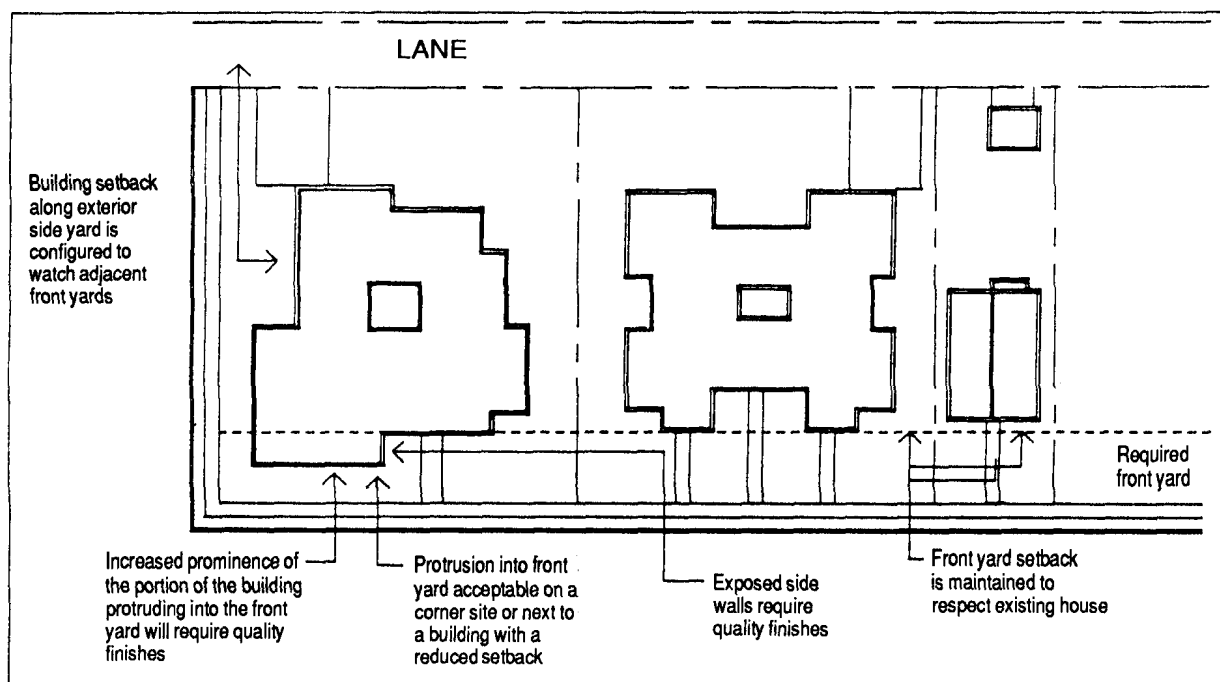 LANE
Building setback
along exterior
side yard is
configured to
watch adjacent
front yards
Required
front yard
Increased prominence of
the portion of the building
protruding into the front
yard will require quality
finishes
Protrusion into front
yard acceptable on a
corner site or next to
a building with a
reduced setback
Exposed side
walls require
quality finishes
Front yard setback
is maintained to
respect existing house